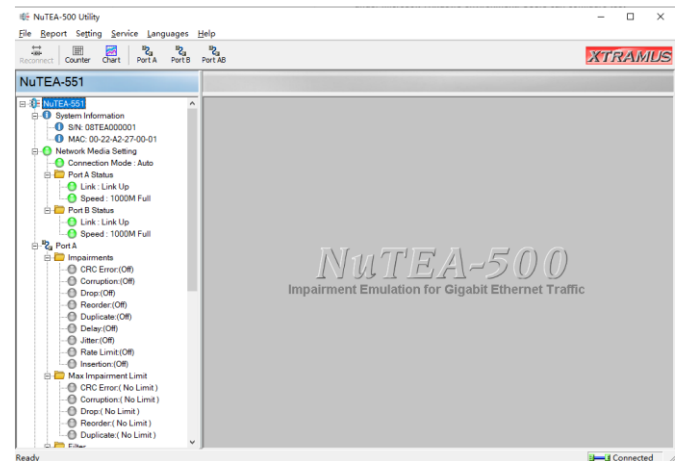 NuTEA-500 Utility
File Report Setting Service Languages Help
Reconnect Counter Chart Port A Port B Port AB
XTRAMUS
NuTEA-551
NuTEA-551
System Information
S/N: 08TEA000001
MAC: 00-22-A2-27-00-01
Network Media Setting
Connection Mode : Auto
Port A Status
Link : Link Up
Speed : 1000M Full
Port B Status
Link : Link Up
Speed : 1000M Full
Port A
Impairments
CRC Error:(Off)
Corruption:(Off)
Drop:(Off)
Reorder:(Off)
Duplicate:(Off)
Delay:(Off)
Jitter:(Off)
Rate Limit:(Off)
Insertion:(Off)
Max Impairment Limit
CRC Error:( No Limit )
Corruption:( No Limit )
Drop:( No Limit )
Reorder:( No Limit )
Duplicate:( No Limit )
Filter
NuTEA-500
Impairment Emulation for Gigabit Ethernet Traffic
Ready
Connected